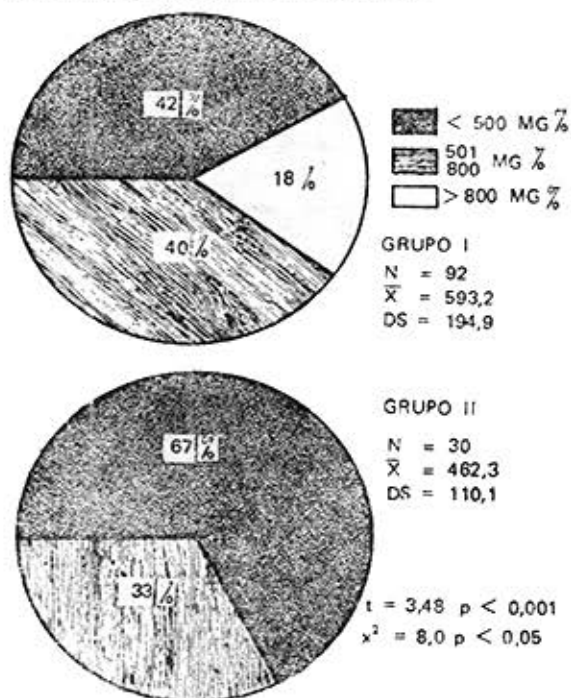 42 %
18 %
40 %
< 500 MG %
501
800 MG %
> 800 MG %
GRUPO I
N = 92
X̅ = 593,2
DS = 194,9
67 %
33 %
GRUPO II
N = 30
X̅ = 462,3
DS = 110,1
t = 3,48 p < 0,001
x² = 8,0 p < 0,05